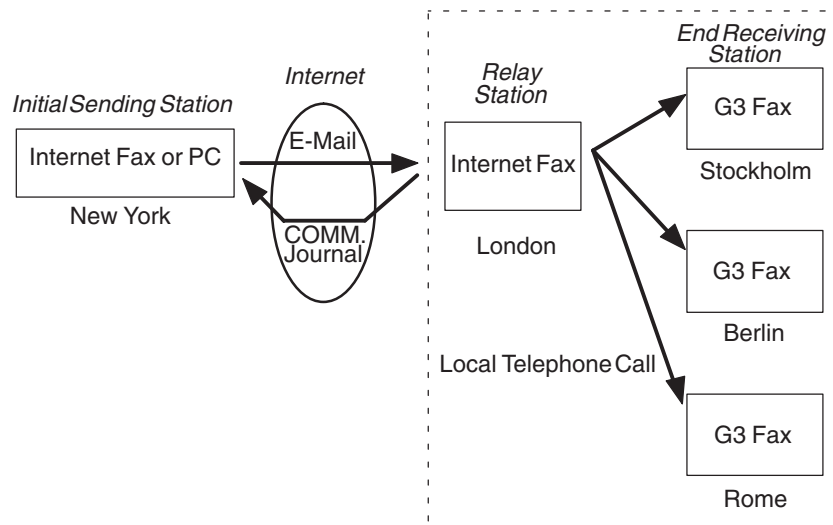 Initial Sending Station
Internet Fax or PC
New York
Internet
E-Mail
COMM.
Journal
Relay
Station
Internet Fax
London
Local Telephone Call
End Receiving
Station
G3 Fax
Stockholm
G3 Fax
Berlin
G3 Fax
Rome